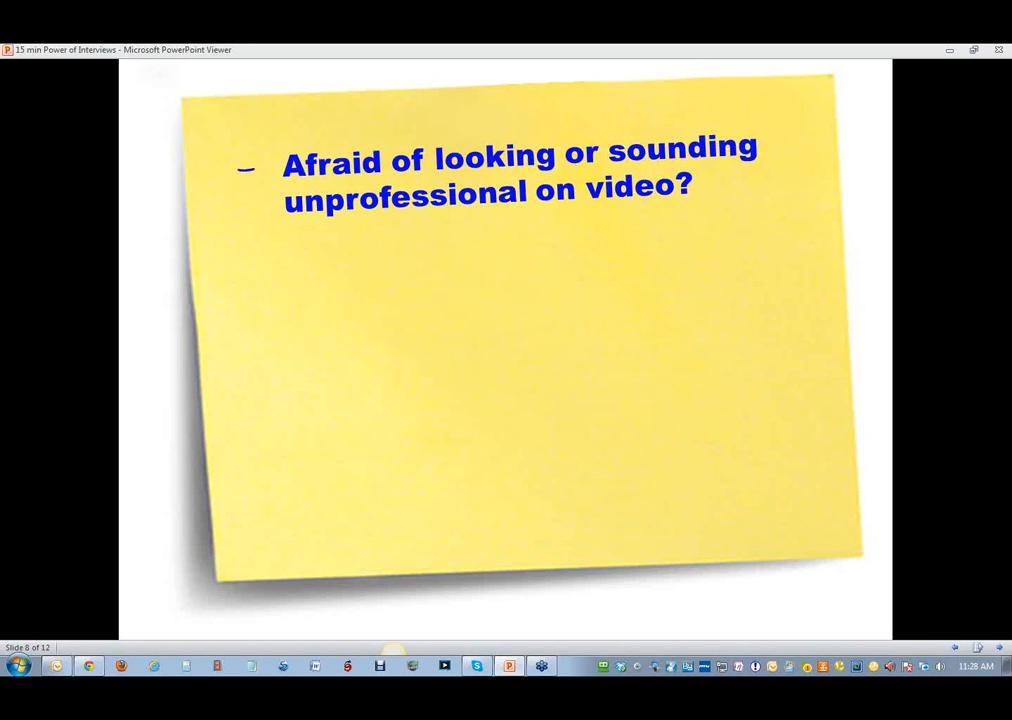 15 min Power of Interviews - Microsoft PowerPoint Viewer
– Afraid of looking or sounding
unprofessional on video?
Slide 8 of 12
11:28 AM